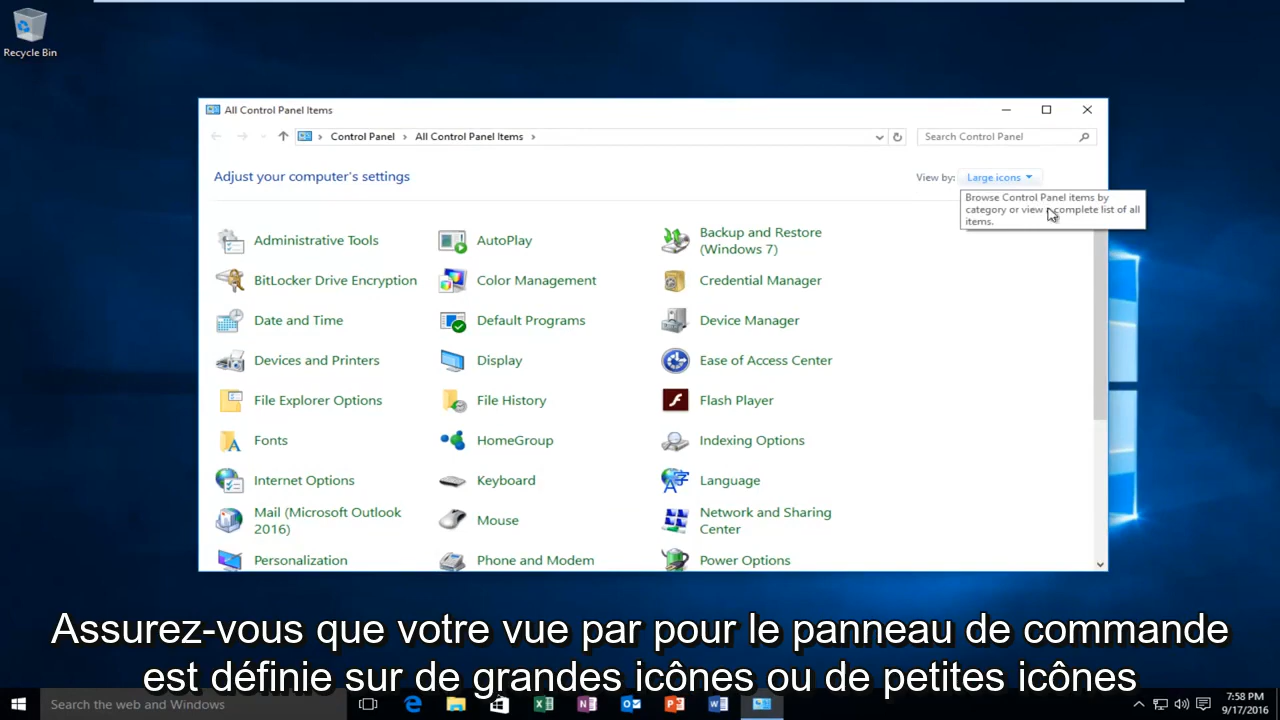 Recycle Bin
All Control Panel Items
Control Panel > All Control Panel Items >
Search Control Panel
Adjust your computer's settings
View by: Large icons
Browse Control Panel items by
category or view complete list of all
items.
Administrative Tools
AutoPlay
Backup and Restore
(Windows 7)
BitLocker Drive Encryption
Color Management
Credential Manager
Date and Time
Default Programs
Device Manager
Devices and Printers
Display
Ease of Access Center
File Explorer Options
File History
Flash Player
Fonts
HomeGroup
Indexing Options
Internet Options
Keyboard
Language
Mail (Microsoft Outlook
2016)
Mouse
Network and Sharing
Center
Personalization
Phone and Modem
Power Options
Assurez-vous que votre vue par pour le panneau de commande
est définie sur de grandes icônes ou de petites icônes
Search the web and Windows
7:58 PM
9/17/2016